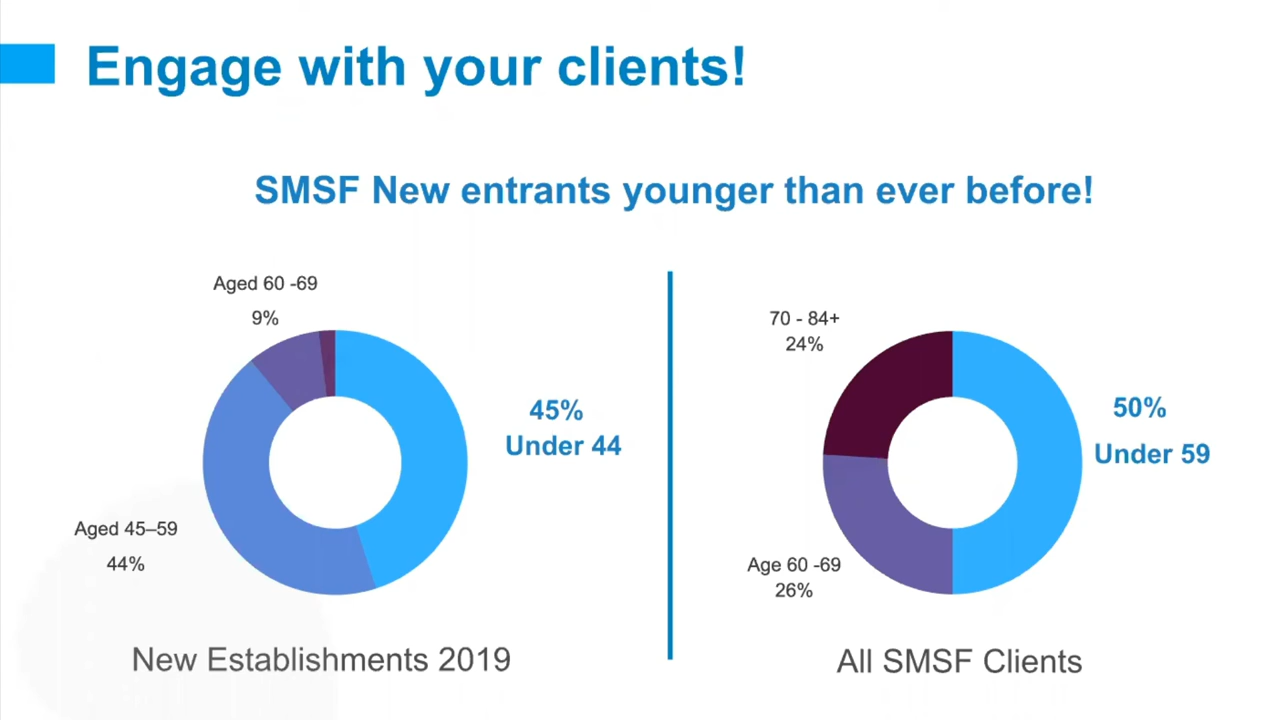 Engage with your clients!
SMSF New entrants younger than ever before!
Aged 60 -69
9%
45%
Under 44
Aged 45–59
44%
New Establishments 2019
70 - 84+
24%
50%
Under 59
Age 60 -69
26%
All SMSF Clients